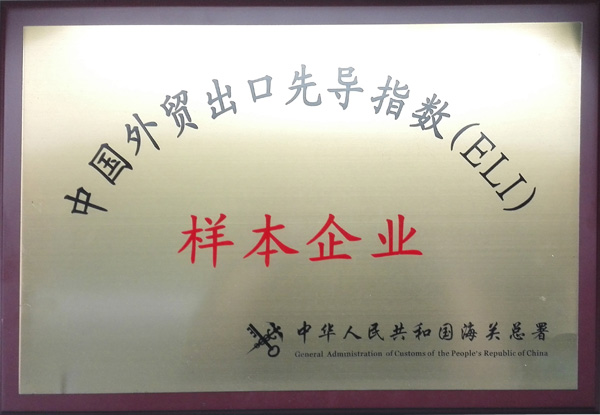 中国外贸出口先导指数(ELI)
样本企业
中华人民共和国海关总署
General Administration of Customs of the People's Republic of China